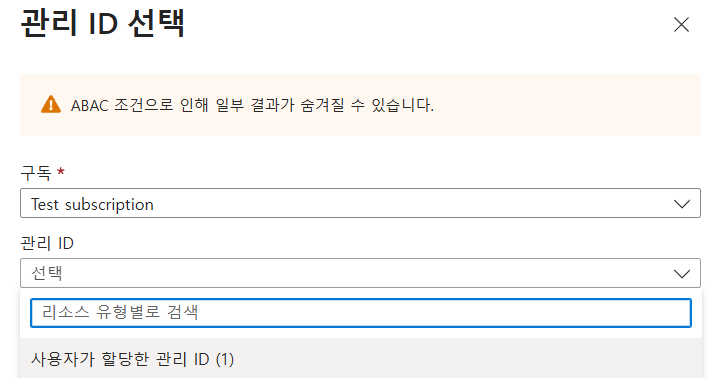 관리 ID 선택
ABAC 조건으로 인해 일부 결과가 숨겨질 수 있습니다.
구독 *
Test subscription
관리 ID
선택
리소스 유형별로 검색
사용자가 할당한 관리 ID (1)